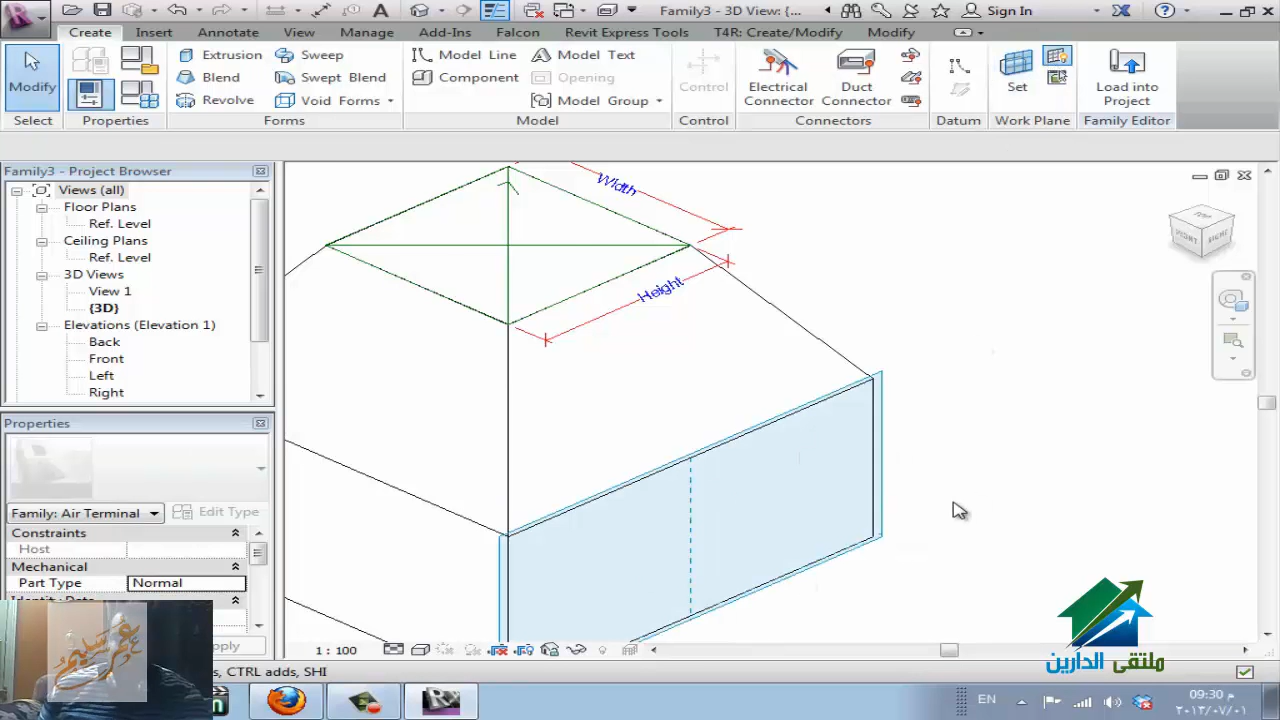 Family3 - 3D View: {...
Sign In
Create
Insert
Annotate
View
Manage
Add-Ins
Falcon
Revit Express Tools
T4R: Create/Modify
Modify
Modify
Extrusion
Sweep
Blend
Swept Blend
Revolve
Void Forms
Model Line
Model Text
Component
Opening
Model Group
Control
Electrical Connector
Duct Connector
Set
Load into Project
Select
Properties
Forms
Model
Control
Connectors
Datum
Work Plane
Family Editor
Family3 - Project Browser
Views (all)
Floor Plans
Ref. Level
Ceiling Plans
Ref. Level
3D Views
View 1
{3D}
Elevations (Elevation 1)
Back
Front
Left
Right
Properties
Family: Air Terminal
Edit Type
Constraints
Host
Mechanical
Part Type
Normal
Width
Height
TOP
RIGHT
1 : 100
s, CTRL adds, SHI
ملتقى الدارين
EN
09:30 م
٢٠١٣/٠٧/٠١